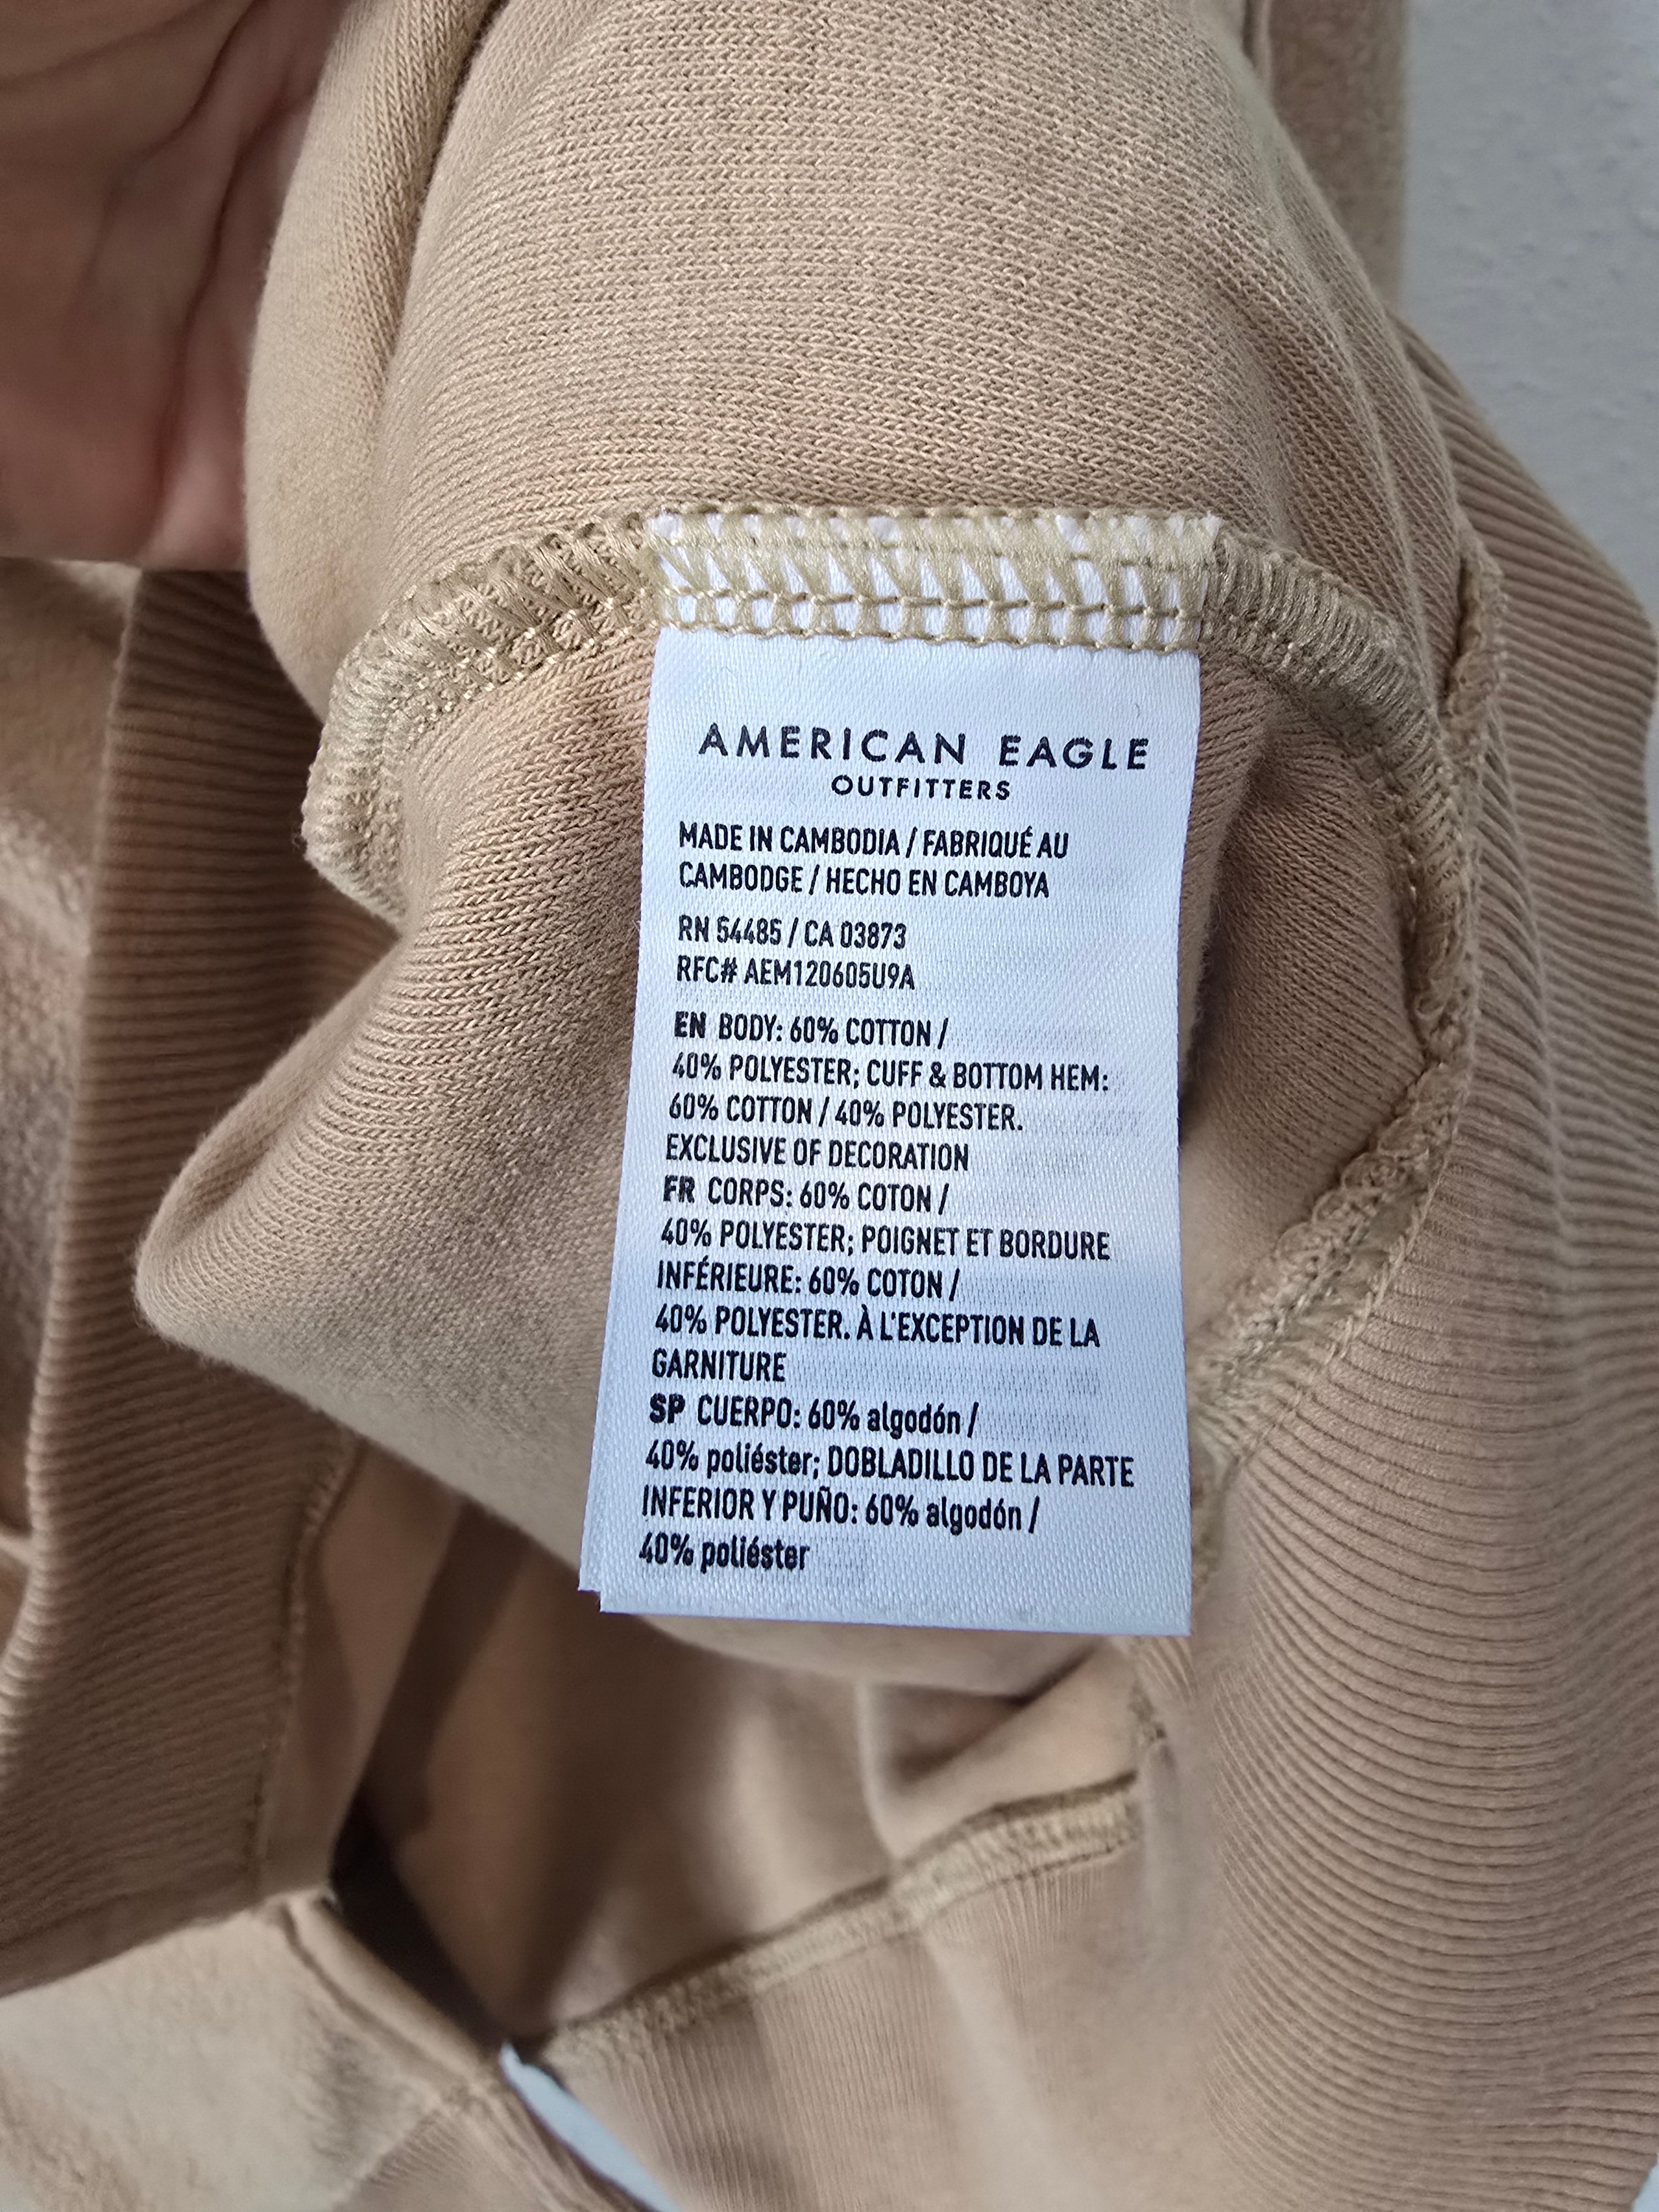 AMERICAN EAGLE
OUTFITTERS
MADE IN CAMBODIA / FABRIQUÉ AU
CAMBODGE / HECHO EN CAMBOYA
RN 54485 / CA 03873
RFC# AEM120605U9A
EN BODY: 60% COTTON /
40% POLYESTER; CUFF & BOTTOM HEM:
60% COTTON / 40% POLYESTER.
EXCLUSIVE OF DECORATION
FR CORPS: 60% COTON /
40% POLYESTER; POIGNET ET BORDURE
INFÉRIEURE: 60% COTON /
40% POLYESTER. À L'EXCEPTION DE LA
GARNITURE
SP CUERPO: 60% algodón /
40% poliéster; DOBLADILLO DE LA PARTE
INFERIOR Y PUÑO: 60% algodón /
40% poliéster